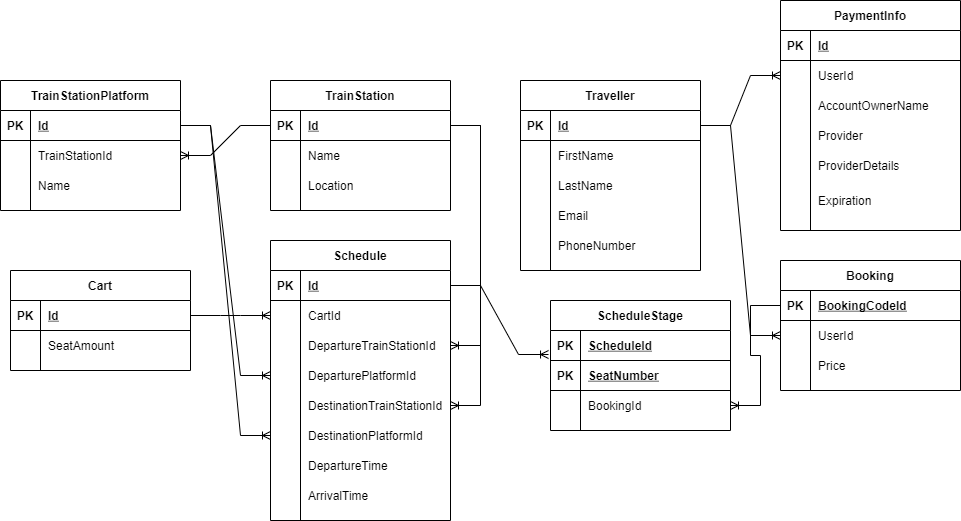 PaymentInfo
PK Id
UserId
AccountOwnerName
Provider
ProviderDetails
Expiration
TrainStationPlatform
PK Id
TrainStationId
Name
TrainStation
PK Id
Name
Location
Traveller
PK Id
FirstName
LastName
Email
PhoneNumber
Cart
PK Id
SeatAmount
Schedule
PK Id
CartId
DepartureTrainStationId
DeparturePlatformId
DestinationTrainStationId
DestinationPlatformId
DepartureTime
ArrivalTime
ScheduleStage
PK ScheduleId
PK SeatNumber
BookingId
Booking
PK BookingCodeId
UserId
Price